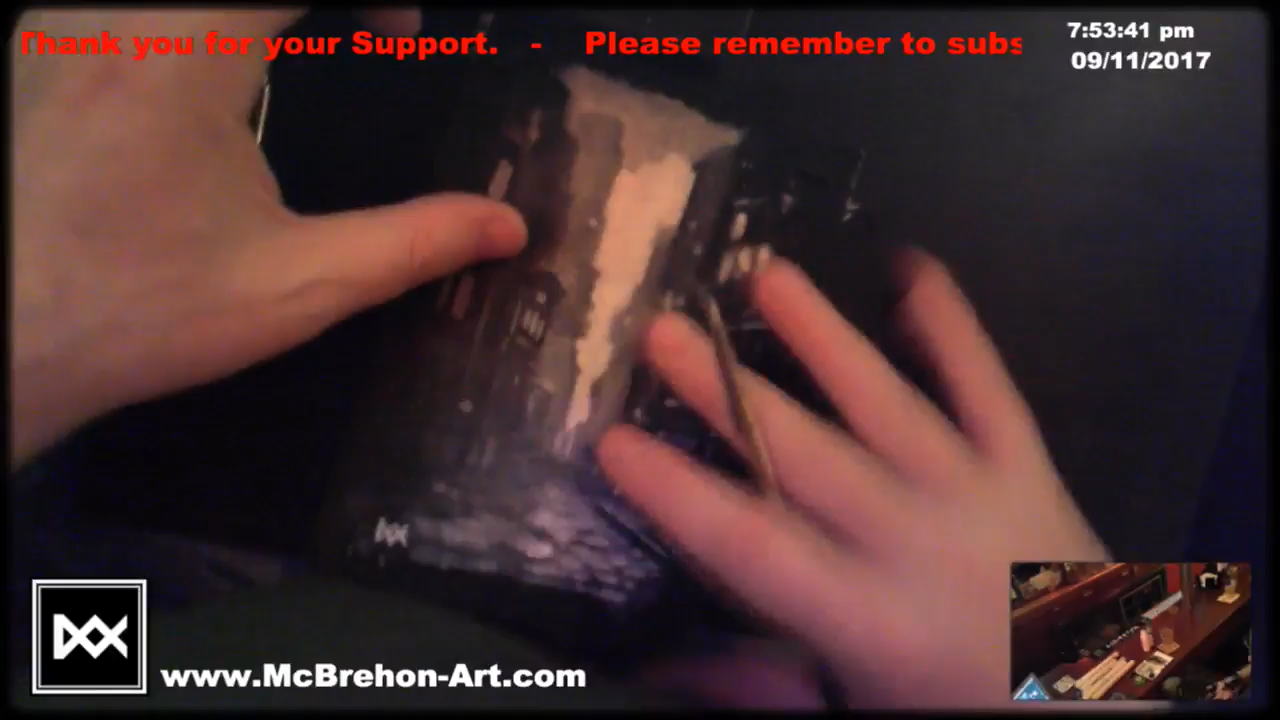 Thank you for your Support. - Please remember to subs
7:53:41 pm
09/11/2017
www.McBrehon-Art.com